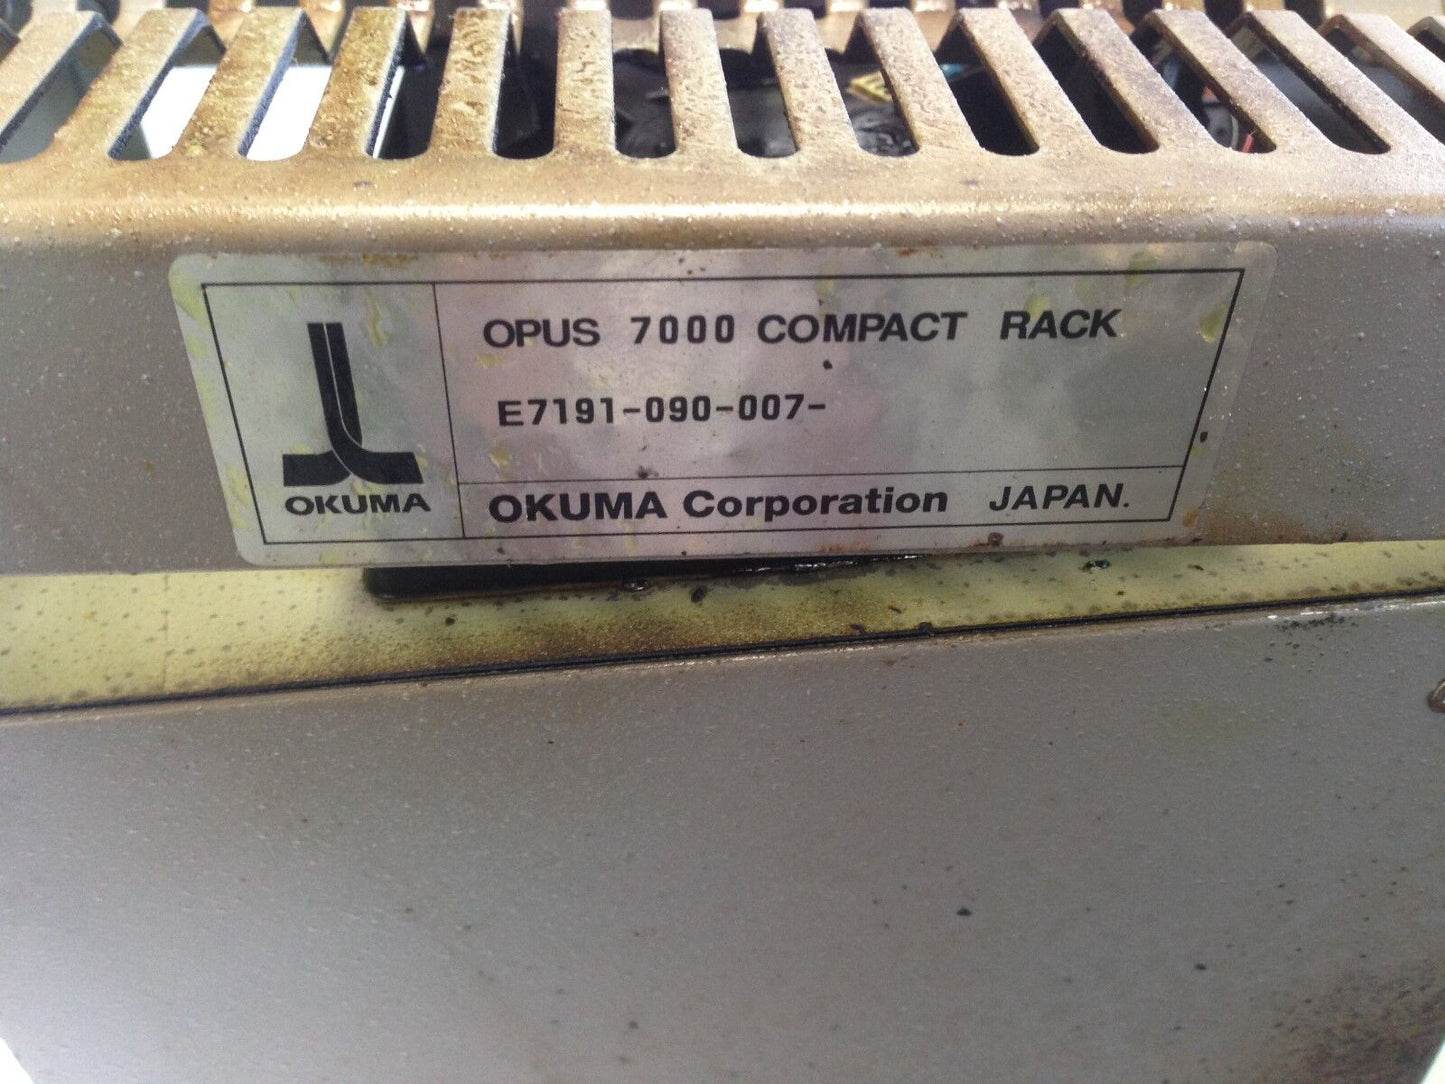 OPUS 7000 COMPACT RACK
E7191-090-007-
OKUMA
OKUMA Corporation JAPAN.